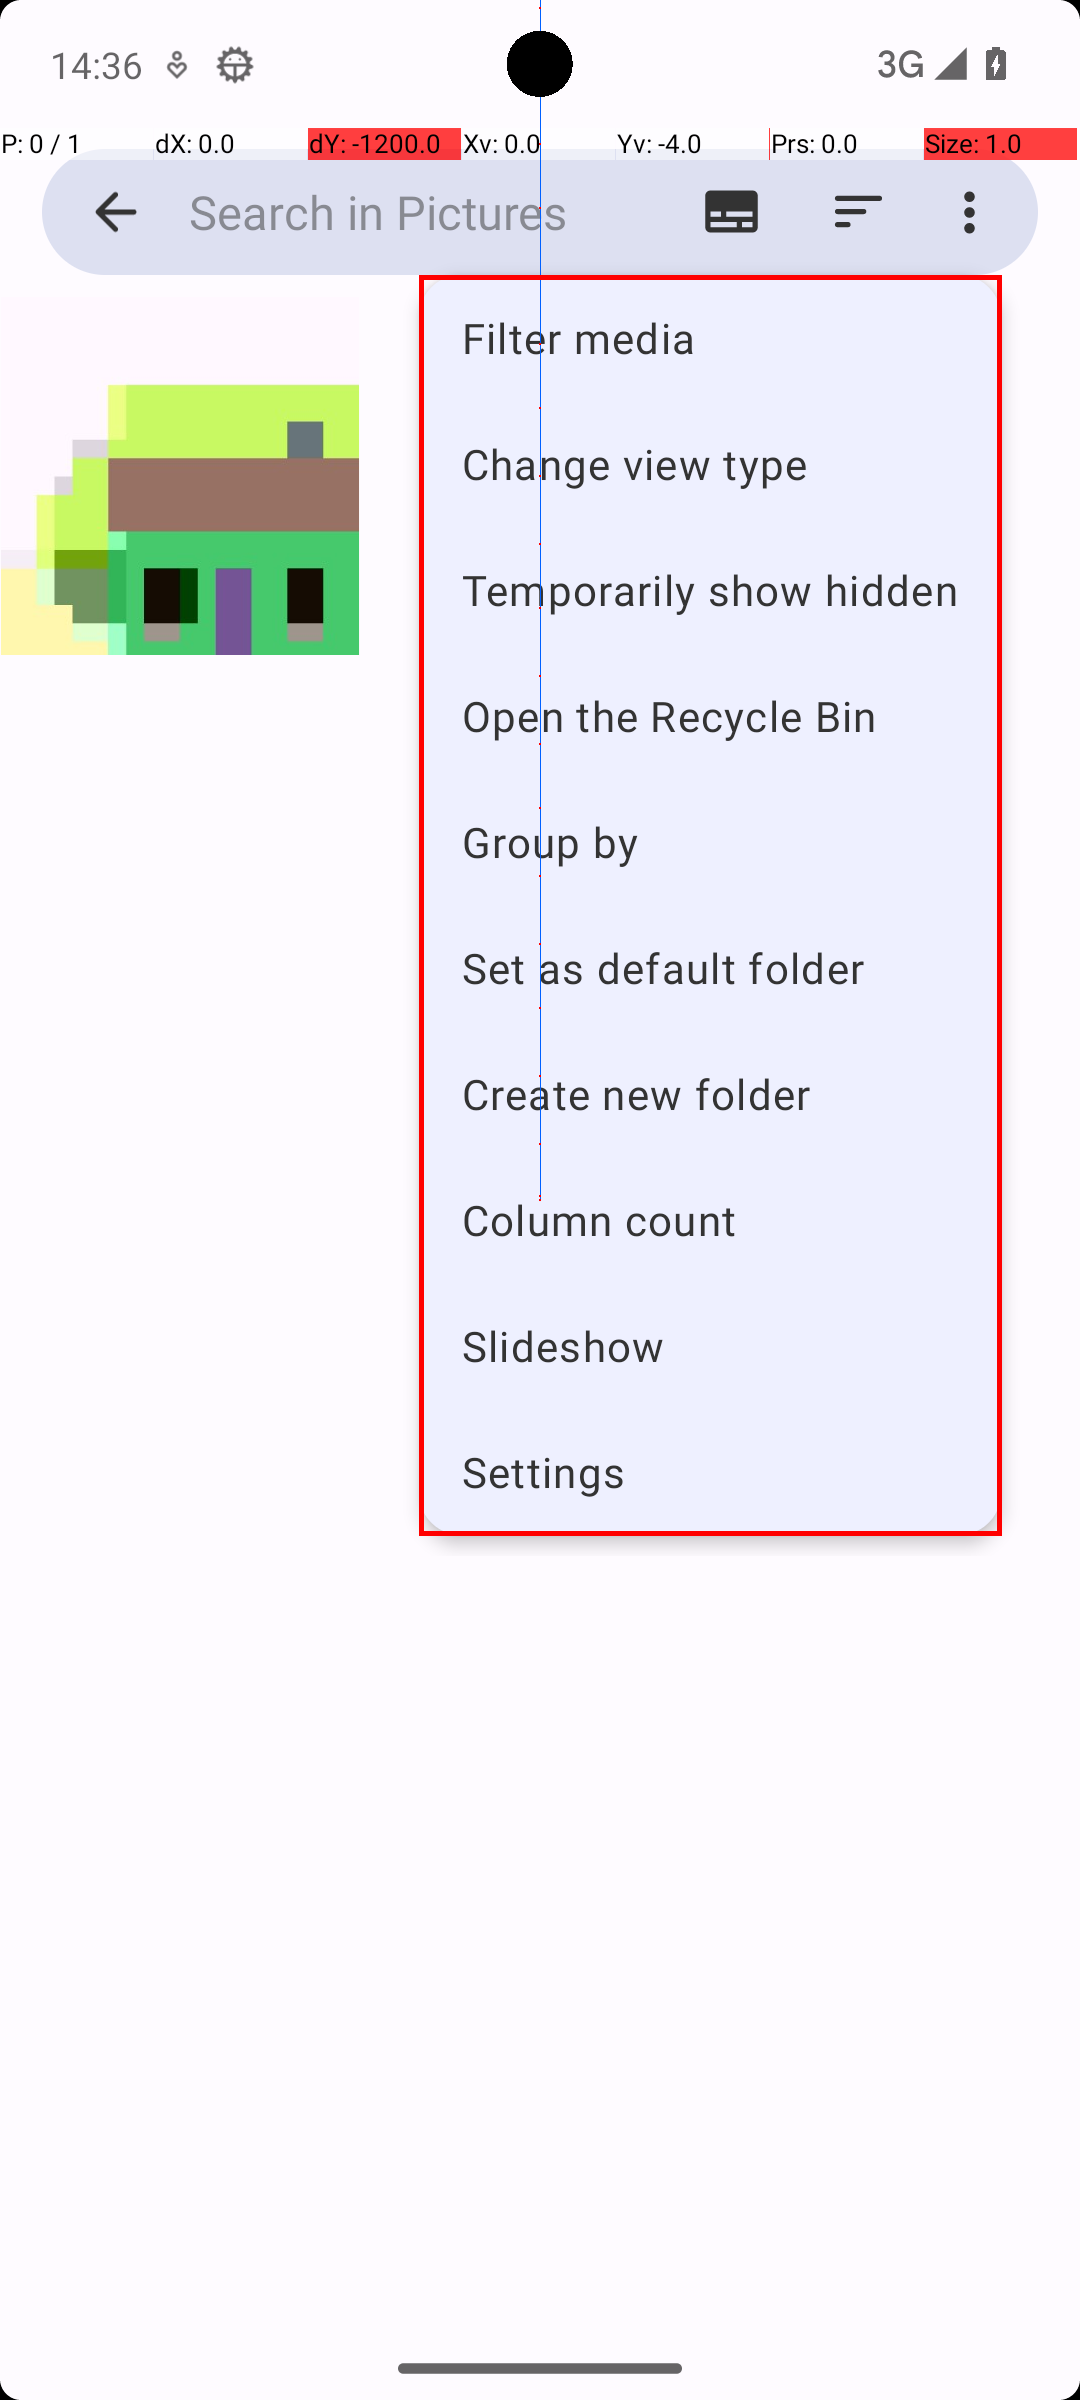 14:36
3G
P: 0 / 1 dX: 0.0 dY: -1200.0 Xv: 0.0 Yv: -4.0 Prs: 0.0 Size: 1.0
Search in Pictures
Filter media
Change view type
Temporarily show hidden
Open the Recycle Bin
Group by
Set as default folder
Create new folder
Column count
Slideshow
Settings